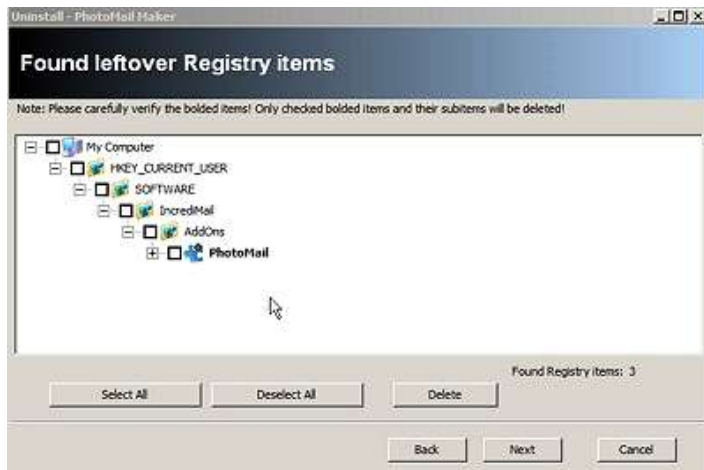 Uninstall - PhotoMail Maker
Found leftover Registry items
Note: Please carefully verify the bolded items! Only checked bolded items and their subitems will be deleted!
My Computer
HKEY_CURRENT_USER
SOFTWARE
IncrediMail
AddOns
PhotoMail
Found Registry items: 3
Select All Deselect All Delete
Back Next Cancel